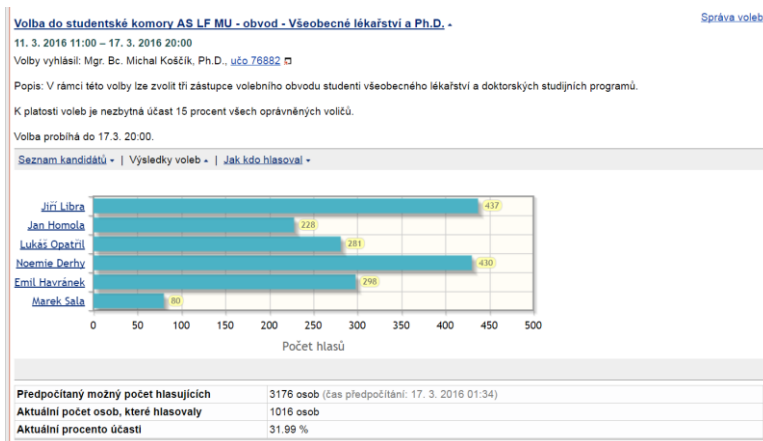 Volba do studentské komory AS LF MU - obvod - Všeobecné lékařství a Ph.D.
Správa voleb
11. 3. 2016 11:00 – 17. 3. 2016 20:00
Volby vyhlásil: Mgr. Bc. Michal Koščík, Ph.D., učo 76882
Popis: V rámci této volby lze zvolit tři zástupce volebního obvodu studenti všeobecného lékařství a doktorských studijních programů.
K platosti voleb je nezbytná účast 15 procent všech oprávněných voličů.
Volba probíhá do 17.3. 20:00.
Seznam kandidátů | Výsledky voleb | Jak kdo hlasoval
Jiří Libra 437
Jan Homola 228
Lukáš Opatřil 281
Noemie Derhy 430
Emil Havránek 298
Marek Sala 80
0 50 100 150 200 250 300 350 400 450 500
Počet hlasů
Předpočítaný možný počet hlasujících 3176 osob (čas předpočítání: 17. 3. 2016 01:34)
Aktuální počet osob, které hlasovaly 1016 osob
Aktuální procento účasti 31.99 %